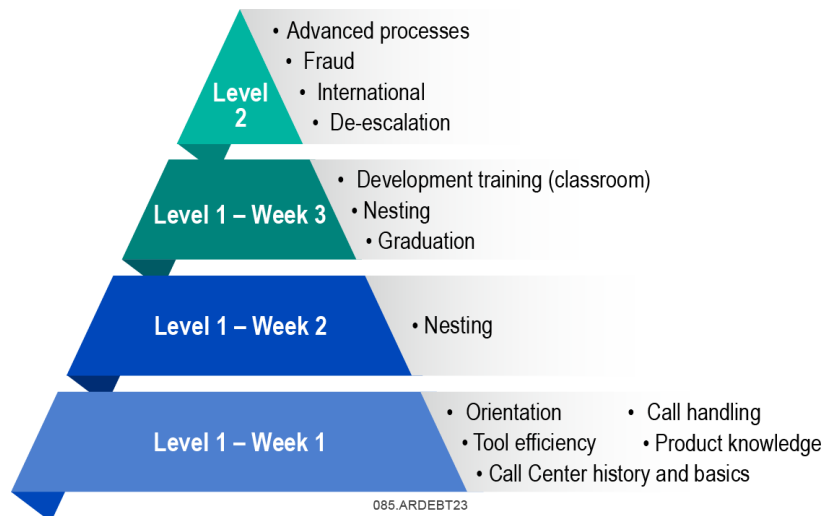 Level
2
• Advanced processes
• Fraud
• International
• De-escalation
Level 1 – Week 3
• Development training (classroom)
• Nesting
• Graduation
Level 1 – Week 2
• Nesting
Level 1 – Week 1
• Orientation • Call handling
• Tool efficiency • Product knowledge
• Call Center history and basics
085.ARDEBT23